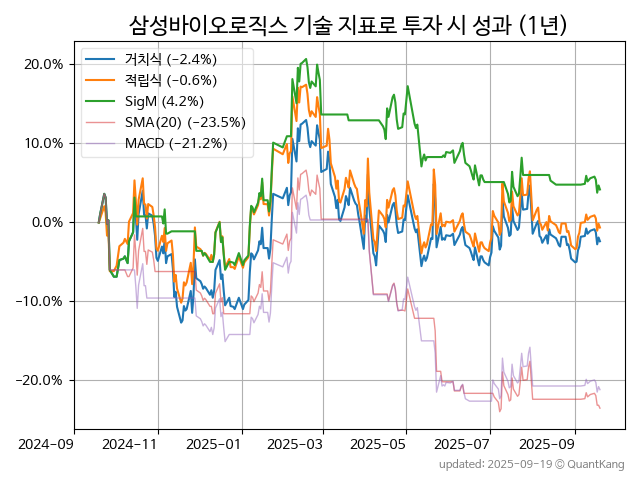 삼성바이오로직스 기술 지표로 투자 시 성과 (1년)
거치식 (−2.4%)
적립식 (−0.6%)
SigM (4.2%)
SMA(20) (−23.5%)
MACD (−21.2%)
20.0%
10.0%
0.0%
−10.0%
−20.0%
2024-09 2024-11 2025-01 2025-03 2025-05 2025-07 2025-09
updated: 2025-09-19 ⓒ QuantKang